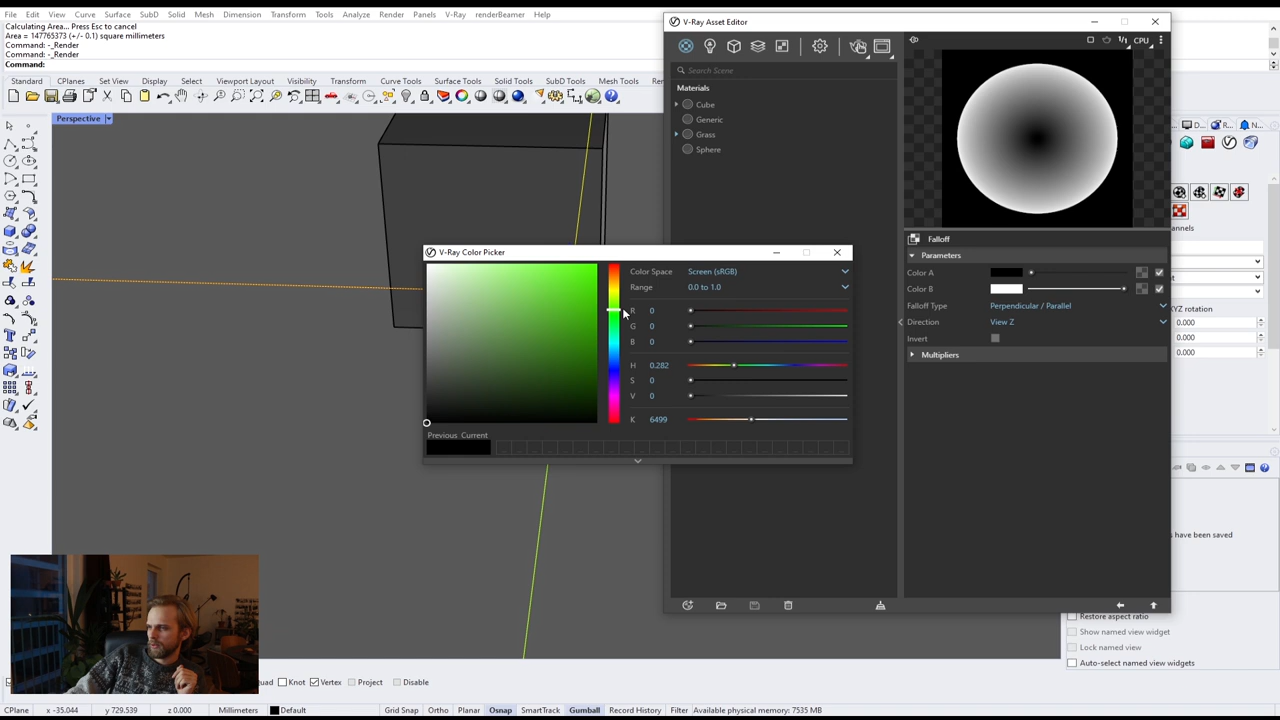 File Edit View Curve Surface SubD Solid Mesh Dimension Transform Tools Analyze Render Panels V-Ray renderBeamer Help
Calculating Area... Press Esc to cancel
Area = 147765373 (+/- 0.1) square millimeters
Command: -_Render
Command: -_Render
Command:
Standard CPlanes Set View Display Select Viewport Layout Visibility Transform Curve Tools Surface Tools Solid Tools SubD Tools Mesh Tools
Perspective
V-Ray Asset Editor
CPU
Search Scene
Materials
Cube
Generic
Grass
Sphere
Falloff
Parameters
Color A
Color B
Falloff Type Perpendicular / Parallel
Direction View Z
Invert
Multipliers
V-Ray Color Picker
Color Space Screen (sRGB)
Range 0.0 to 1.0
R 0
G 0
B 0
H 0.282
S 0
V 0
K 6499
Previous Current
XYZ rotation
0.000
0.000
0.000
have been saved
Restore aspect ratio
Show named view widget
Lock named view
Auto-select named view widgets
Knot Vertex Project Disable
CPlane x -35.044 y 729.539 z 0.000 Millimeters Default Grid Snap Ortho Planar Osnap SmartTrack Gumball Record History Filter Available physical memory: 7535 MB